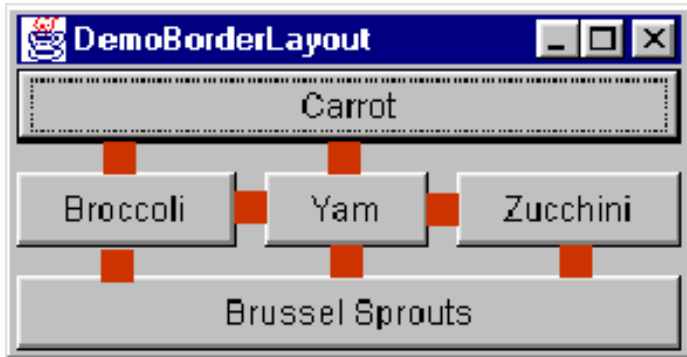 DemoBorderLayout
Carrot
Broccoli Yam Zucchini
Brussel Sprouts